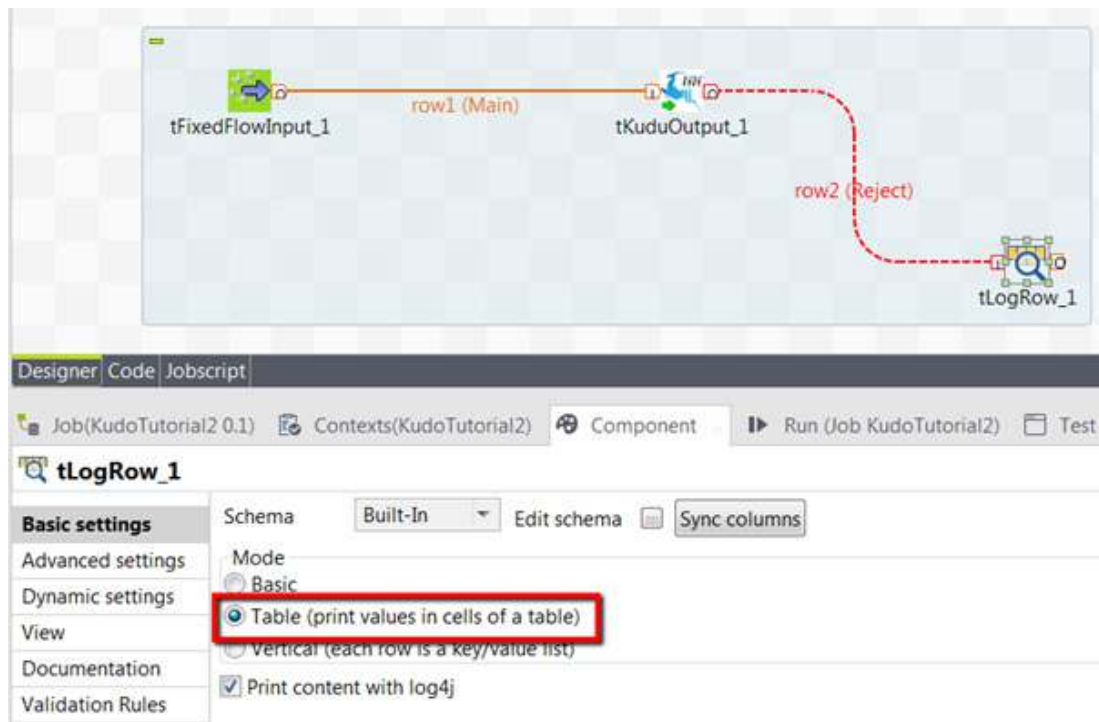 row1 (Main)
tFixedFlowInput_1
tKuduOutput_1
row2 (Reject)
tLogRow_1
Designer Code Jobscript
Job(KudoTutorial2 0.1) Contexts(KudoTutorial2) Component Run (Job KudoTutorial2) Test
tLogRow_1
Basic settings
Advanced settings
Dynamic settings
View
Documentation
Validation Rules
Schema Built-In Edit schema Sync columns
Mode
Basic
Table (print values in cells of a table)
Vertical (each row is a key/value list)
Print content with log4j